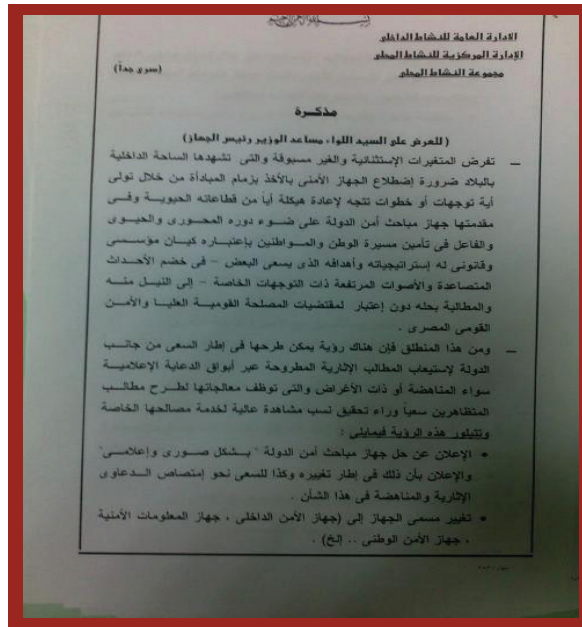 بسم الله الرحمن الرحيم
الادارة العامة للنشاط الداخلى
الإدارة المركزية للنشاط المحلى
مجموعة النشاط المحلى
(سرى جداً)
مذكـرة
( للعرض على السيد اللواء مساعد الوزير ورئيس الجهاز )
ــ تفرض المتغيرات الإستثنائية والغير مسبوقة والتى تشهدها الساحة الداخلية
بالبلاد ضرورة إضطلاع الجهاز الأمنى بالأخذ بزمام المبادأة من خلال تولى
أية توجهات أو خطوات تتجه لإعادة هيكلة أياً من قطاعاته الحيوية وفى
مقدمتها جهاز مباحث أمن الدولة على ضوء دوره المحورى والحيوى
والفاعل فى تأمين مسيرة الوطن والمواطنين بإعتباره كيان مؤسسى
وقانونى له إستراتيجياته وأهدافه الذى يسعى البعض – فى خضم الأحداث
المتصاعدة والأصوات المرتفعة ذات التوجهات الخاصة – إلى النيل منه
والمطالبة بحله دون إعتبار لمقتضيات المصلحة القومية العليا والأمن
القومى المصرى .
ــ ومن هذا المنطلق فإن هناك رؤية يمكن طرحها فى إطار السعى من جانب
الدولة لإستيعاب المطالب الإثارية المطروحة عبر أبواق الدعاية الإعلامية
سواء المناهضة أو ذات الأغراض والتى توظف معالجاتها لطرح مطالب
المتظاهرين سعياً وراء تحقيق نسب مشاهدة عالية لخدمة مصالحها الخاصة
وتتبلور هذه الرؤية فيمايلى :
• الإعلان عن حل جهاز مباحث أمن الدولة " بشكل صورى وإعلامى"
والإعلان بأن ذلك فى إطار تغييره وكذا للسعى نحو إمتصاص الدعاوى
الإثارية والمناهضة فى هذا الشأن .
• تغيير مسمى الجهاز إلى (جهاز الأمن الداخلى ، جهاز المعلومات الأمنية
، جهاز الأمن الوطنى .. إلخ) .